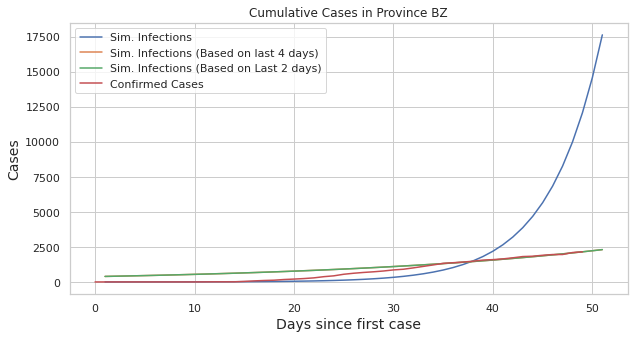 Cumulative Cases in Province BZ
Sim. Infections
Sim. Infections (Based on last 4 days)
Sim. Infections (Based on Last 2 days)
Confirmed Cases
17500
15000
12500
10000
7500
5000
2500
0
Cases
0 10 20 30 40 50
Days since first case